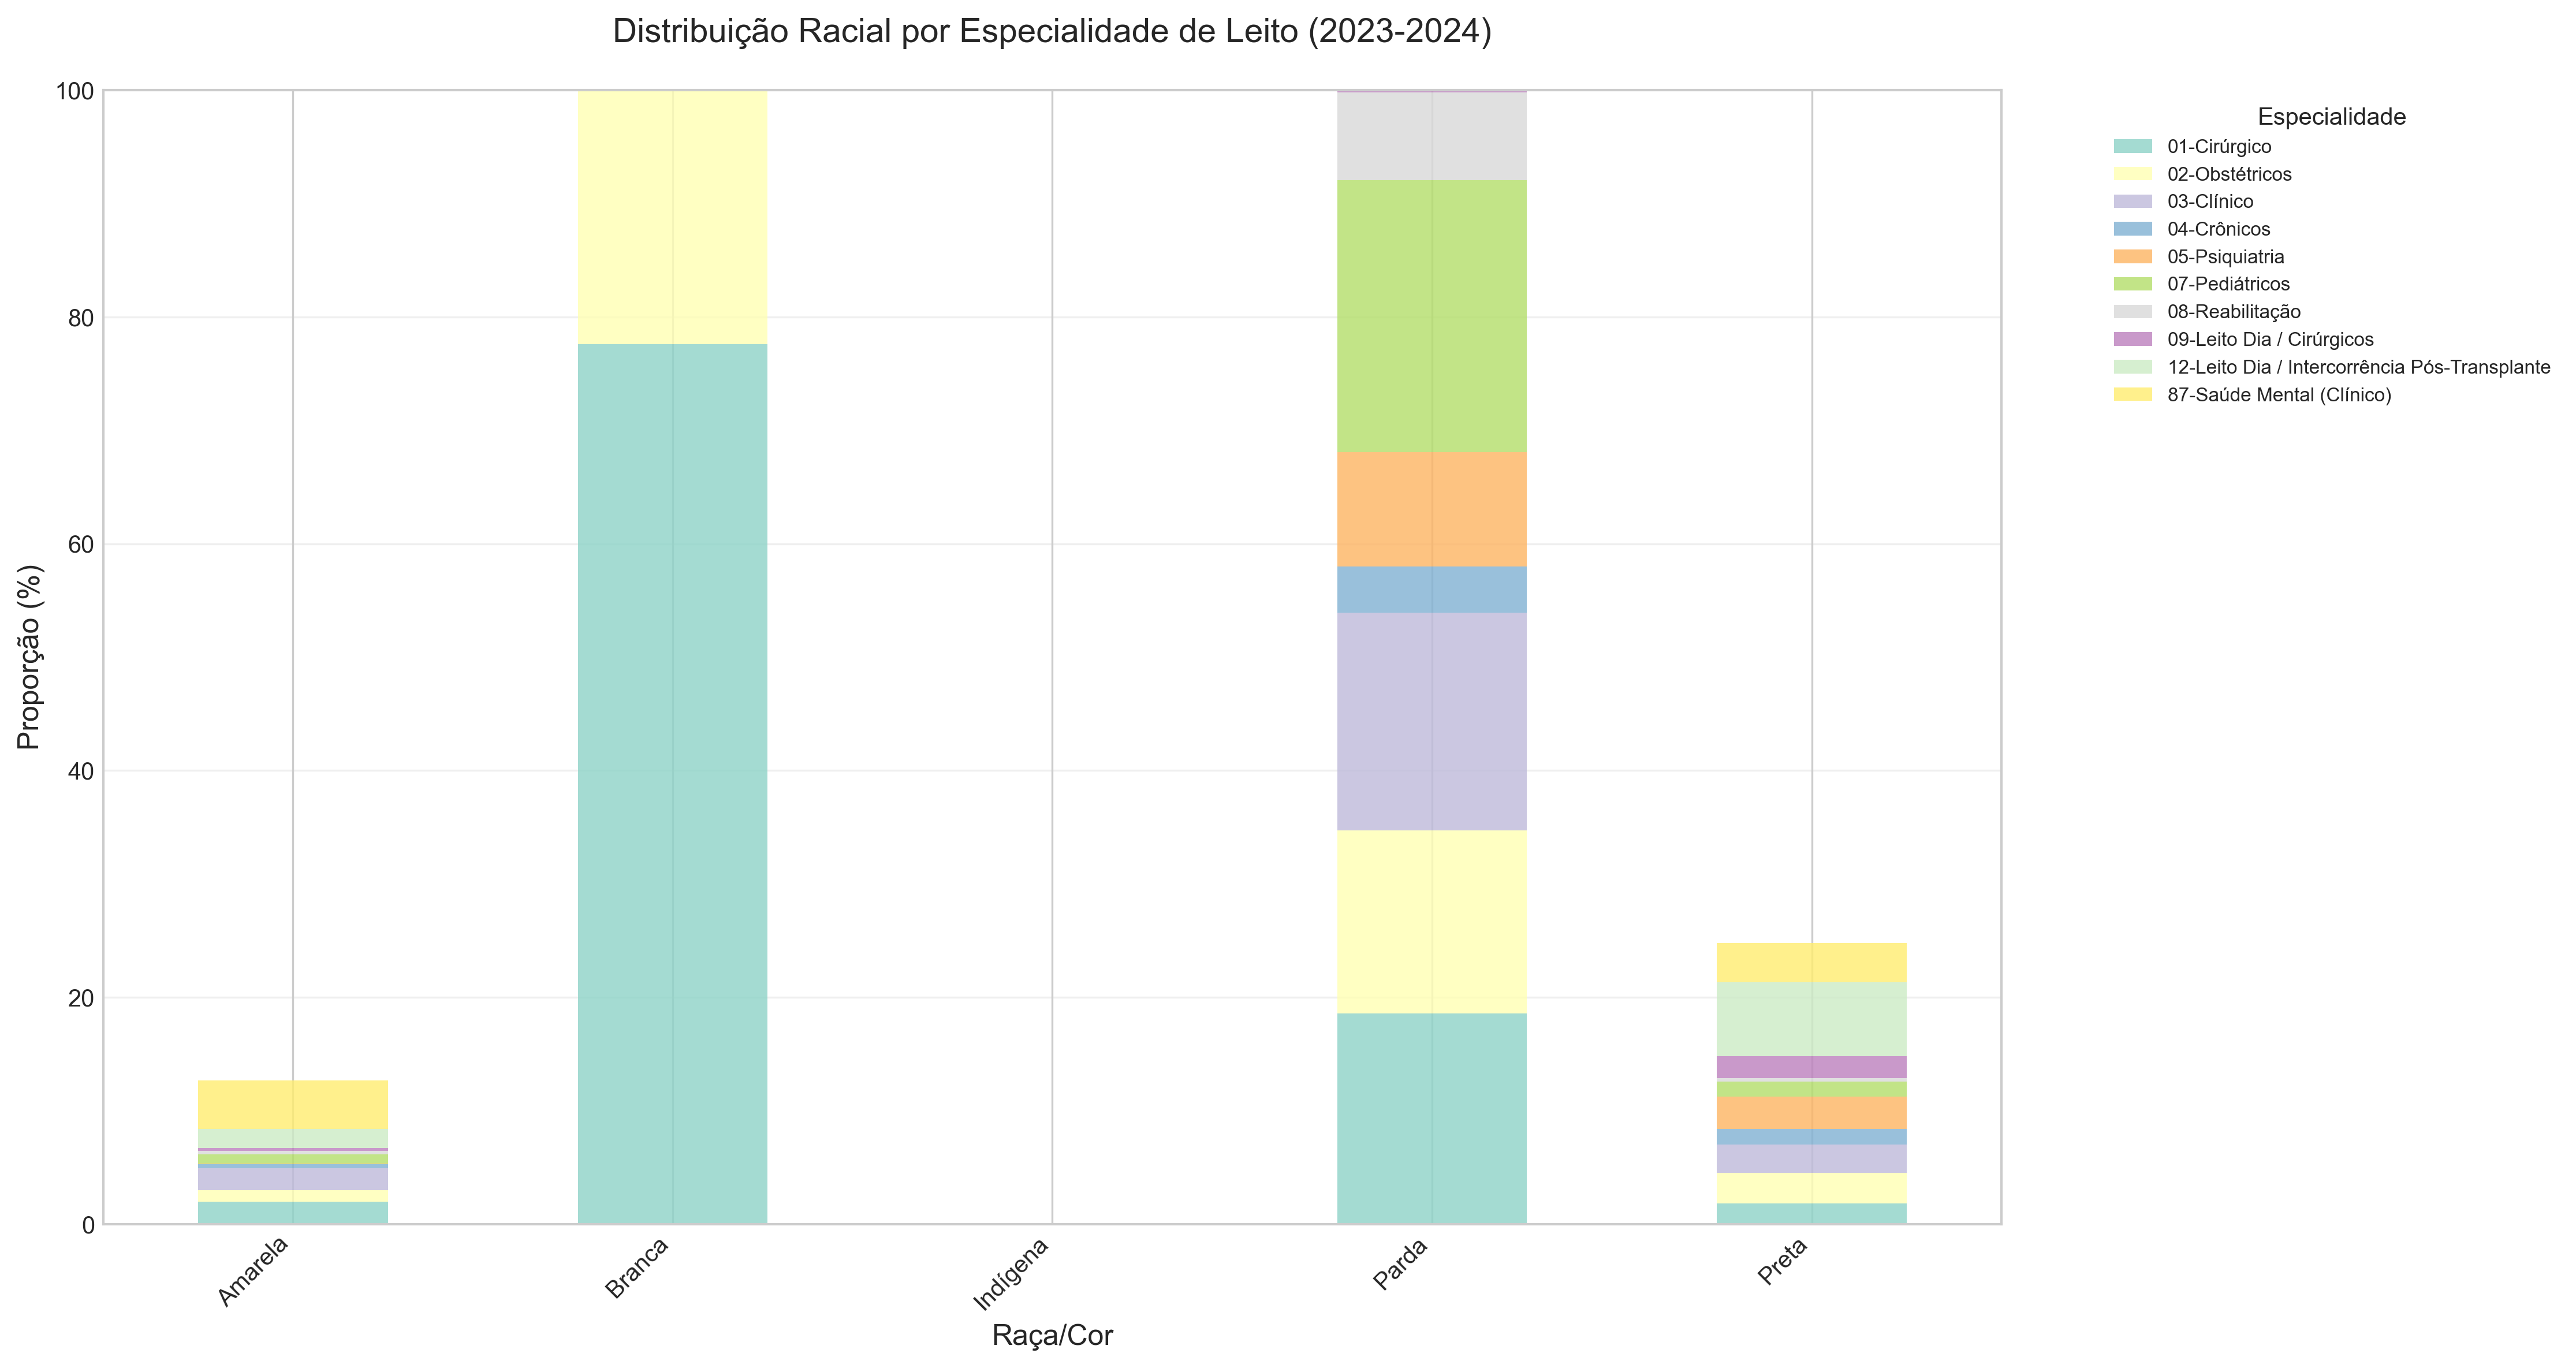 Distribuição Racial por Especialidade de Leito (2023-2024)
Proporção (%)
100
80
60
40
20
0
Amarela
Branca
Indígena
Parda
Preta
Raça/Cor
Especialidade
01-Cirúrgico
02-Obstétricos
03-Clínico
04-Crônicos
05-Psiquiatria
07-Pediátricos
08-Reabilitação
09-Leito Dia / Cirúrgicos
12-Leito Dia / Intercorrência Pós-Transplante
87-Saúde Mental (Clínico)